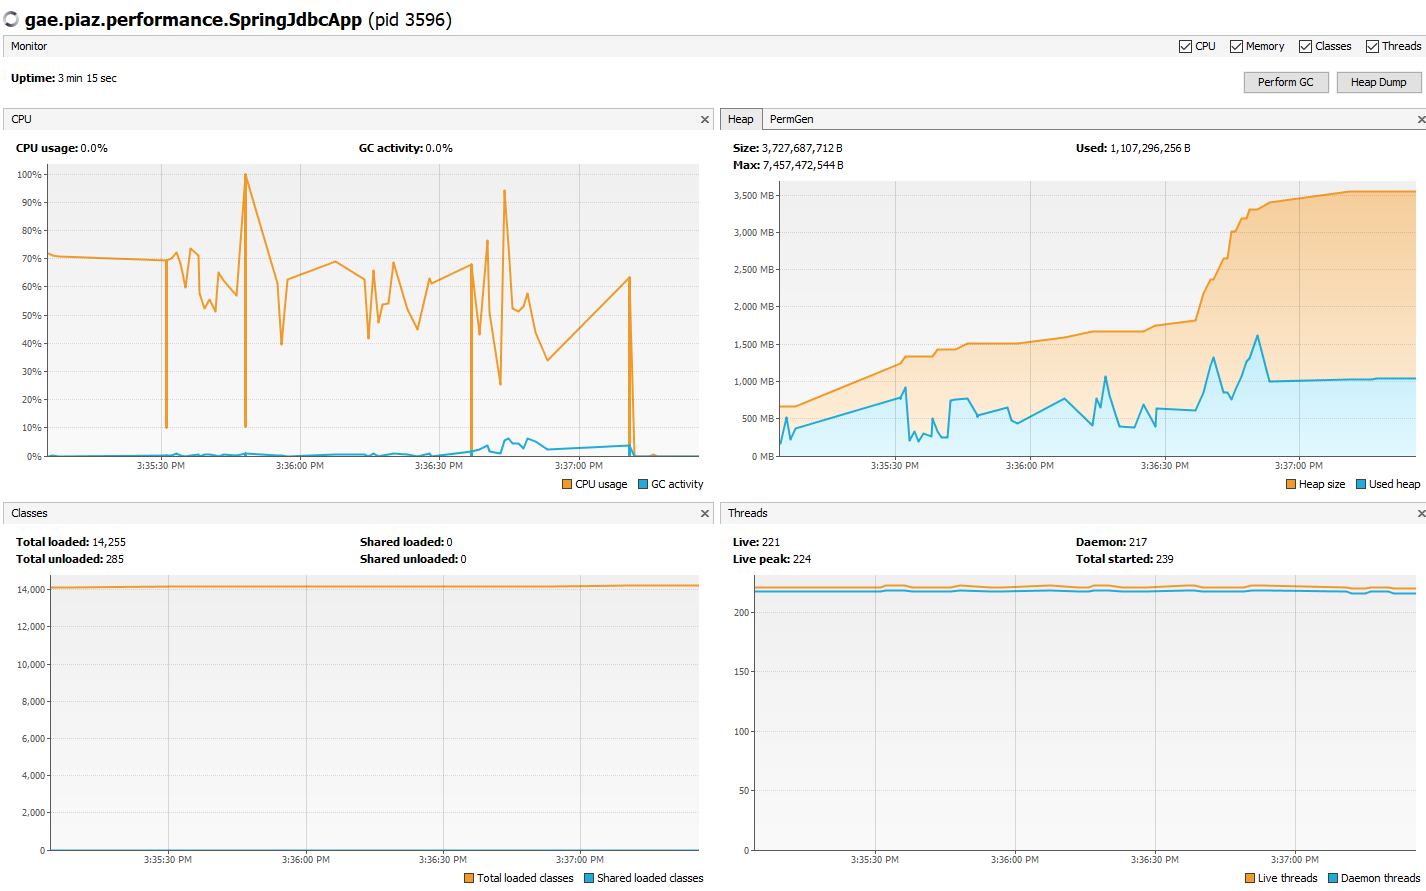 gae.piaz.performance.SpringJdbcApp (pid 3596)
Monitor
CPU Memory Classes Threads
Uptime: 3 min 15 sec
Perform GC Heap Dump
CPU
CPU usage: 0.0% GC activity: 0.0%
100%
90%
80%
70%
60%
50%
40%
30%
20%
10%
0%
3:35:30 PM 3:36:00 PM 3:36:30 PM 3:37:00 PM
CPU usage GC activity
Heap PermGen
Size: 3,727,687,712 B Used: 1,107,296,256 B
Max: 7,457,472,544 B
3,500 MB
3,000 MB
2,500 MB
2,000 MB
1,500 MB
1,000 MB
500 MB
0 MB
3:35:30 PM 3:36:00 PM 3:36:30 PM 3:37:00 PM
Heap size Used heap
Classes
Total loaded: 14,255 Shared loaded: 0
Total unloaded: 285 Shared unloaded: 0
14,000
12,000
10,000
8,000
6,000
4,000
2,000
0
3:35:30 PM 3:36:00 PM 3:36:30 PM 3:37:00 PM
Total loaded classes Shared loaded classes
Threads
Live: 221 Daemon: 217
Live peak: 224 Total started: 239
200
150
100
50
0
3:35:30 PM 3:36:00 PM 3:36:30 PM 3:37:00 PM
Live threads Daemon threads